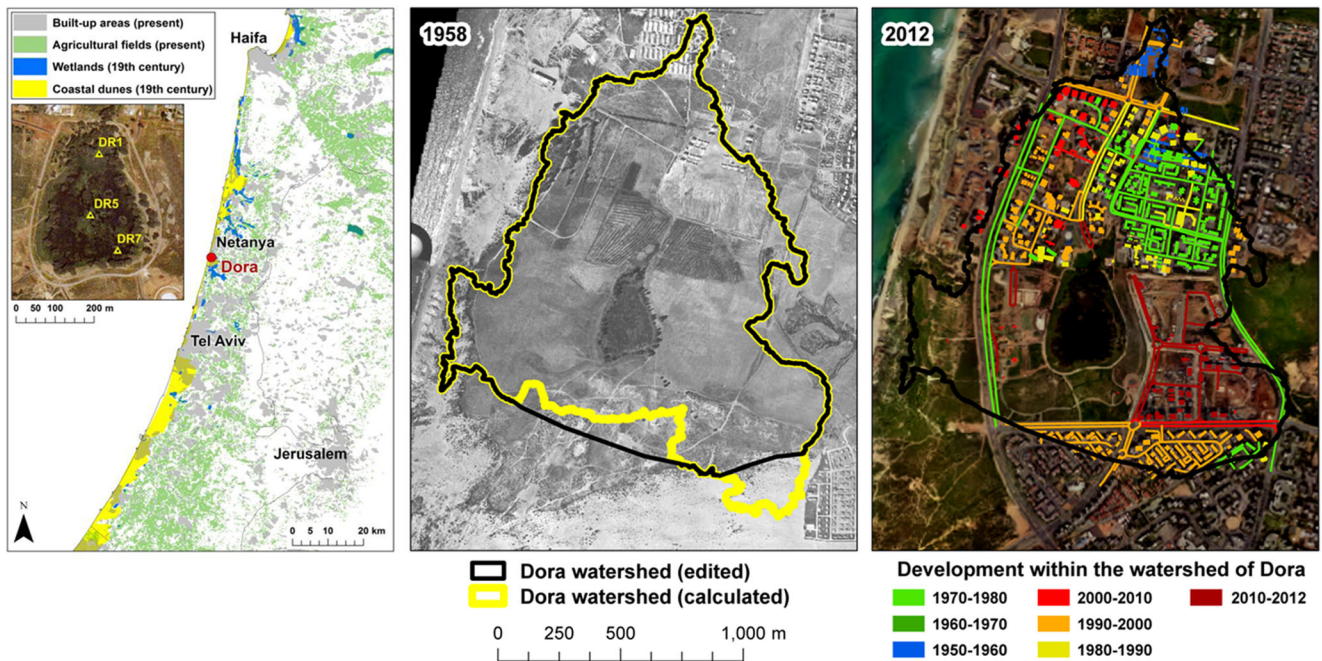 Built-up areas (present)
Agricultural fields (present)
Wetlands (19th century)
Coastal dunes (19th century)
Haifa
DR1
DR5
DR7
0 50 100 200 m
Netanya
Dora
Tel Aviv
Jerusalem
N
0 5 10 20 km
1958
Dora watershed (edited)
Dora watershed (calculated)
0 250 500 1,000 m
2012
Development within the watershed of Dora
1970-1980 2000-2010 2010-2012
1960-1970 1990-2000
1950-1960 1980-1990